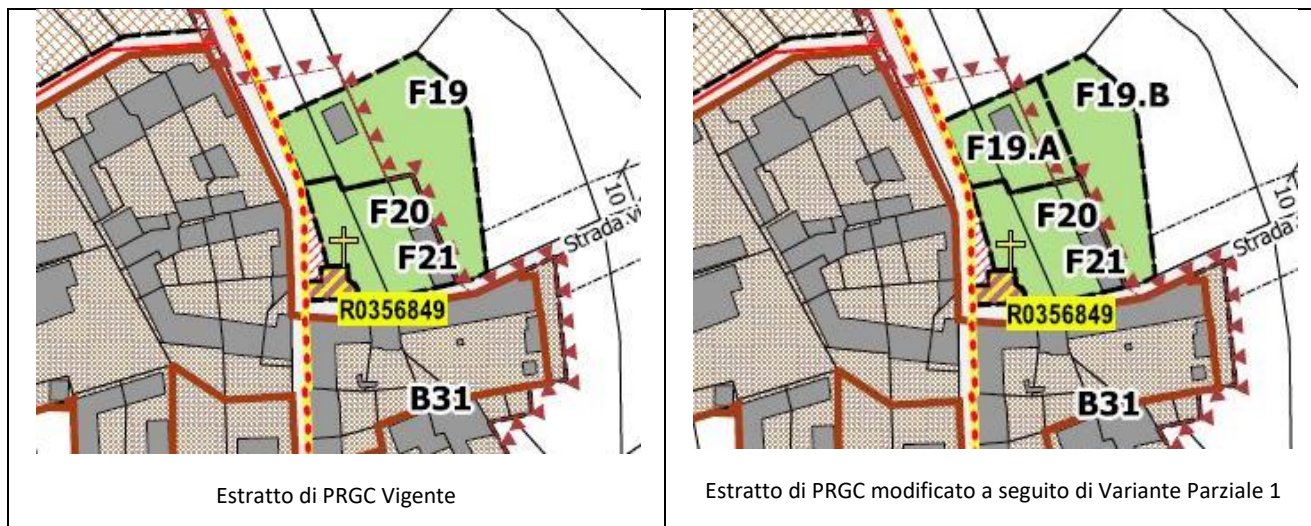 F19
F20
F21
R0356849
B31
10
Strada
Estratto di PRGC Vigente
F19.B
F19.A
F20
F21
R0356849
B31
10
Strada
Estratto di PRGC modificato a seguito di Variante Parziale 1